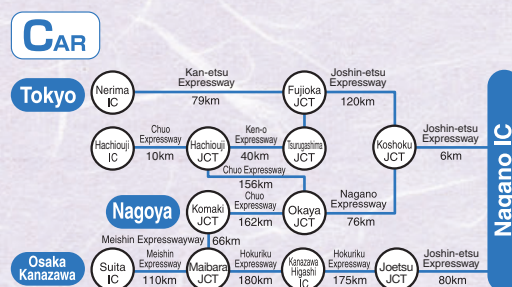 CAR
Tokyo
Nerima
IC
Kan-etsu
Expressway
79km
Fujioka
JCT
Joshin-etsu
Expressway
120km
Hachiouji
IC
Chuo
Expressway
10km
Hachiouji
JCT
Ken-o
Expressway
40km
Tsurugashima
JCT
Koshoku
JCT
Joshin-etsu
Expressway
6km
Chuo Expressway
156km
Nagoya
Komaki
JCT
Chuo
Expressway
162km
Okaya
JCT
Nagano
Expressway
76km
Meishin Expresswayway
66km
Osaka
Kanazawa
Suita
IC
Meishin
Expressway
110km
Maibara
JCT
Hokuriku
Expressway
180km
Kanazawa
Higashi
IC
Hokuriku
Expressway
175km
Joetsu
JCT
Joshin-etsu
Expressway
80km
Nagano IC